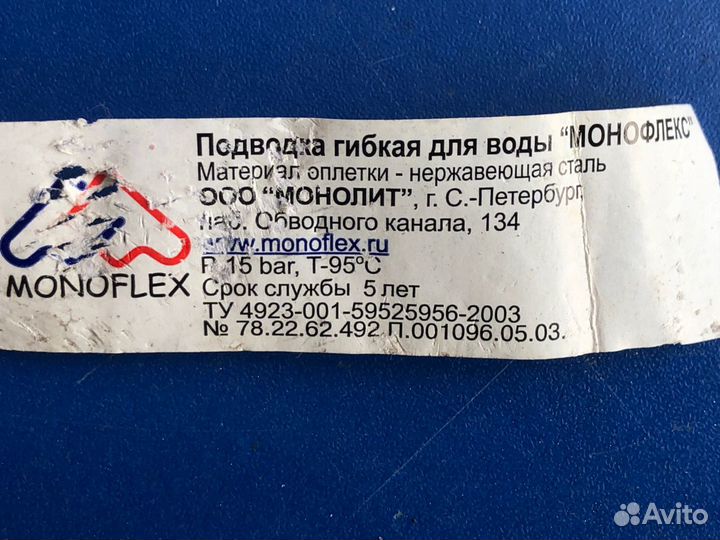 Подводка гибкая для воды "МОНОФЛЕКС"
Материал оплетки - нержавеющая сталь
ООО "МОНОЛИТ", г. С.-Петербург,
наб. Обводного канала, 134
www.monoflex.ru
P 15 bar, T-95°C
Срок службы 5 лет
ТУ 4923-001-59525956-2003
№ 78.22.62.492.П.001096.05.03.
MONOFLEX
Avito